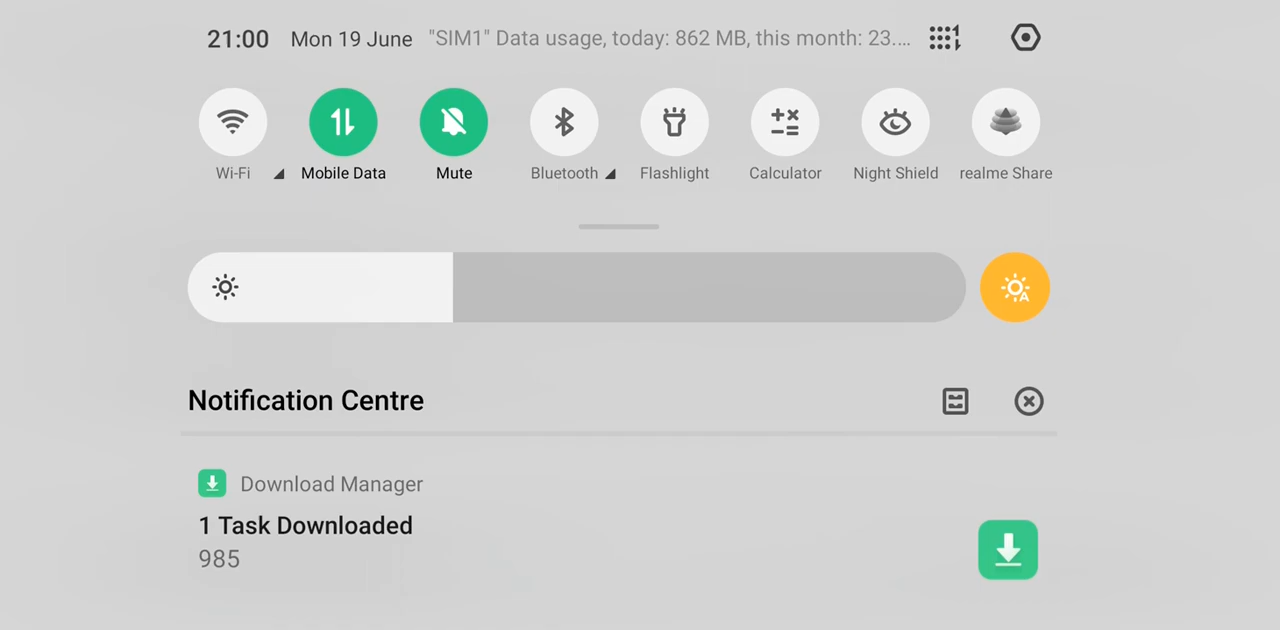 21:00 Mon 19 June "SIM1" Data usage, today: 862 MB, this month: 23....
Wi-Fi Mobile Data Mute Bluetooth Flashlight Calculator Night Shield realme Share
Notification Centre
Download Manager
1 Task Downloaded
985